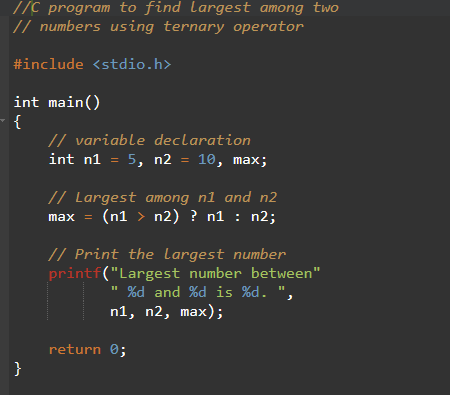 //C program to find largest among two
// numbers using ternary operator
#include <stdio.h>
int main()
{
// variable declaration
int n1 = 5, n2 = 10, max;
// Largest among n1 and n2
max = (n1 > n2) ? n1 : n2;
// Print the largest number
printf("Largest number between"
" %d and %d is %d. ",
n1, n2, max);
return 0;
}